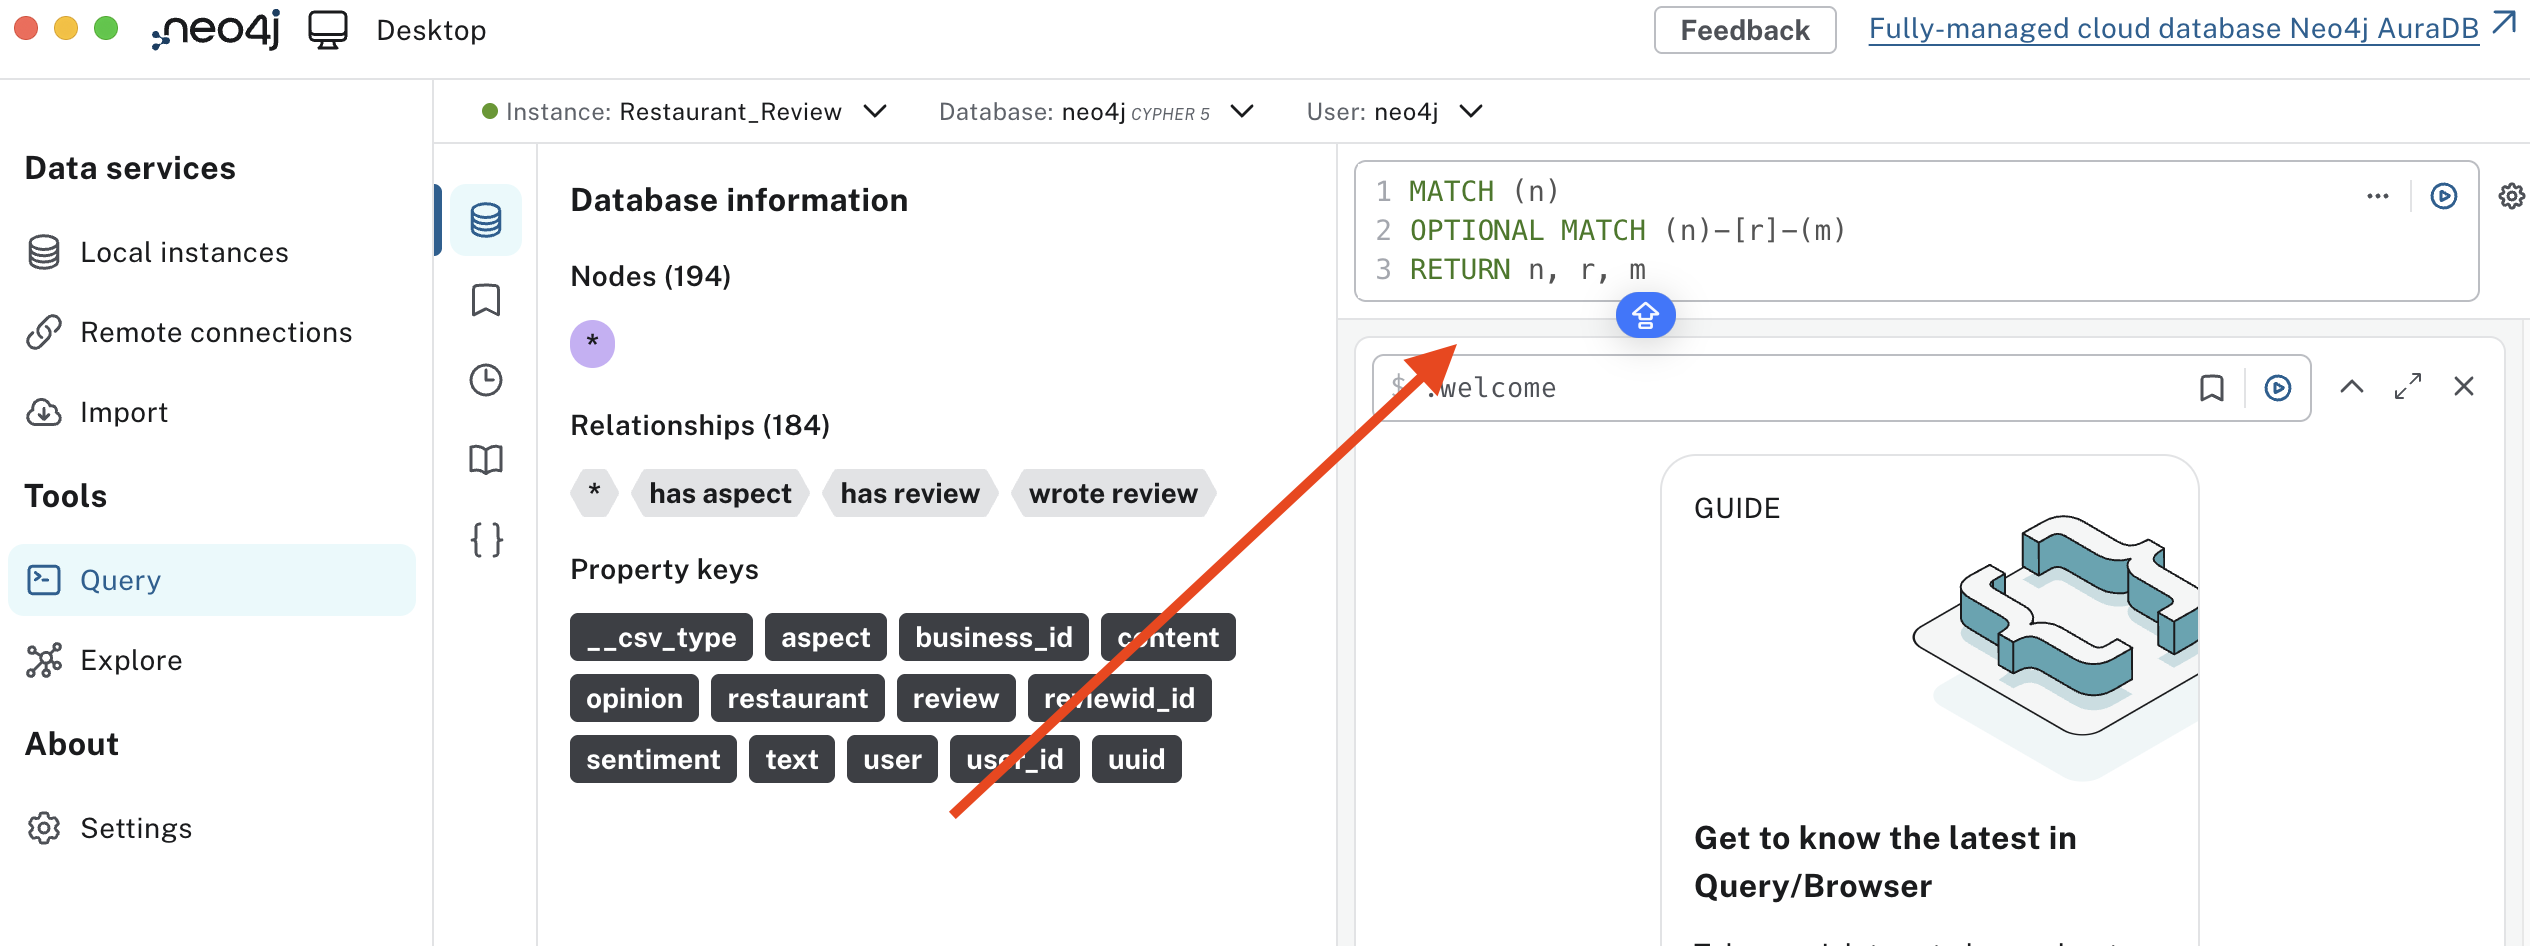 neo4j Desktop Feedback Fully-managed cloud database Neo4j AuraDB
Instance: Restaurant_Review Database: neo4j CYPHER 5 User: neo4j
Data services
Local instances
Remote connections
Import
Tools
Query
Explore
About
Settings
Database information
Nodes (194)
*
Relationships (184)
* has aspect has review wrote review
Property keys
__csv_type aspect business_id content
opinion restaurant review reviewid_id
sentiment text user user_id uuid
1 MATCH (n)
2 OPTIONAL MATCH (n)-[r]-(m)
3 RETURN n, r, m
$ :welcome
GUIDE
Get to know the latest in
Query/Browser